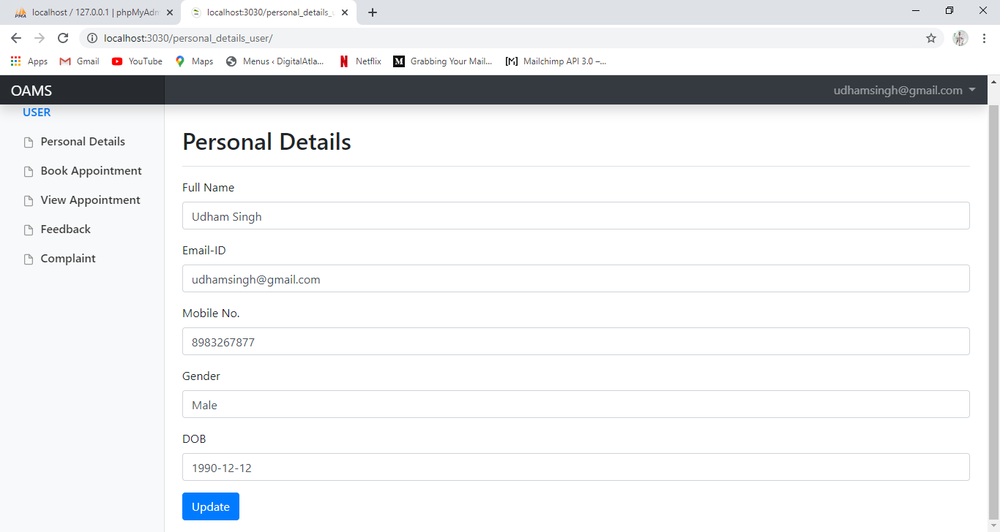 localhost / 127.0.0.1 | phpMyAdm
localhost:3030/personal_details_u
localhost:3030/personal_details_user/
Apps Gmail YouTube Maps Menus ‹ DigitalAtla... Netflix Grabbing Your Mail... Mailchimp API 3.0 –...
OAMS udhamsingh@gmail.com
USER
Personal Details
Book Appointment
View Appointment
Feedback
Complaint
Personal Details
Full Name
Udham Singh
Email-ID
udhamsingh@gmail.com
Mobile No.
8983267877
Gender
Male
DOB
1990-12-12
Update